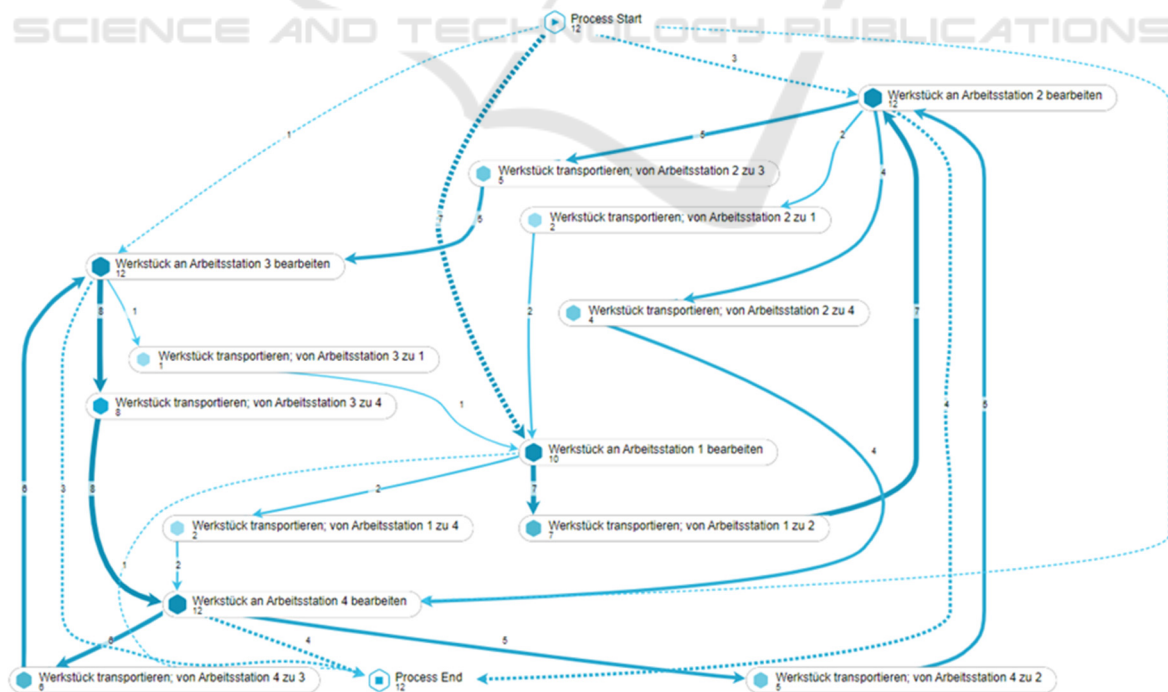 SCIENCE AND TECHNOLOGY PUBLICATIONS
Process Start
12
3
Werkstück an Arbeitsstation 2 bearbeiten
12
1
5
2
4
Werkstück transportieren; von Arbeitsstation 2 zu 3
5
7
5
Werkstück transportieren; von Arbeitsstation 2 zu 1
2
Werkstück an Arbeitsstation 3 bearbeiten
12
8
1
2
Werkstück transportieren; von Arbeitsstation 2 zu 4
4
7
Werkstück transportieren; von Arbeitsstation 3 zu 1
1
Werkstück transportieren; von Arbeitsstation 3 zu 4
8
1
4
5
Werkstück an Arbeitsstation 1 bearbeiten
10
4
6
3
8
2
7
Werkstück transportieren; von Arbeitsstation 1 zu 4
2
Werkstück transportieren; von Arbeitsstation 1 zu 2
7
1
2
Werkstück an Arbeitsstation 4 bearbeiten
12
6
4
5
Werkstück transportieren; von Arbeitsstation 4 zu 3
6
Process End
12
Werkstück transportieren; von Arbeitsstation 4 zu 2
5